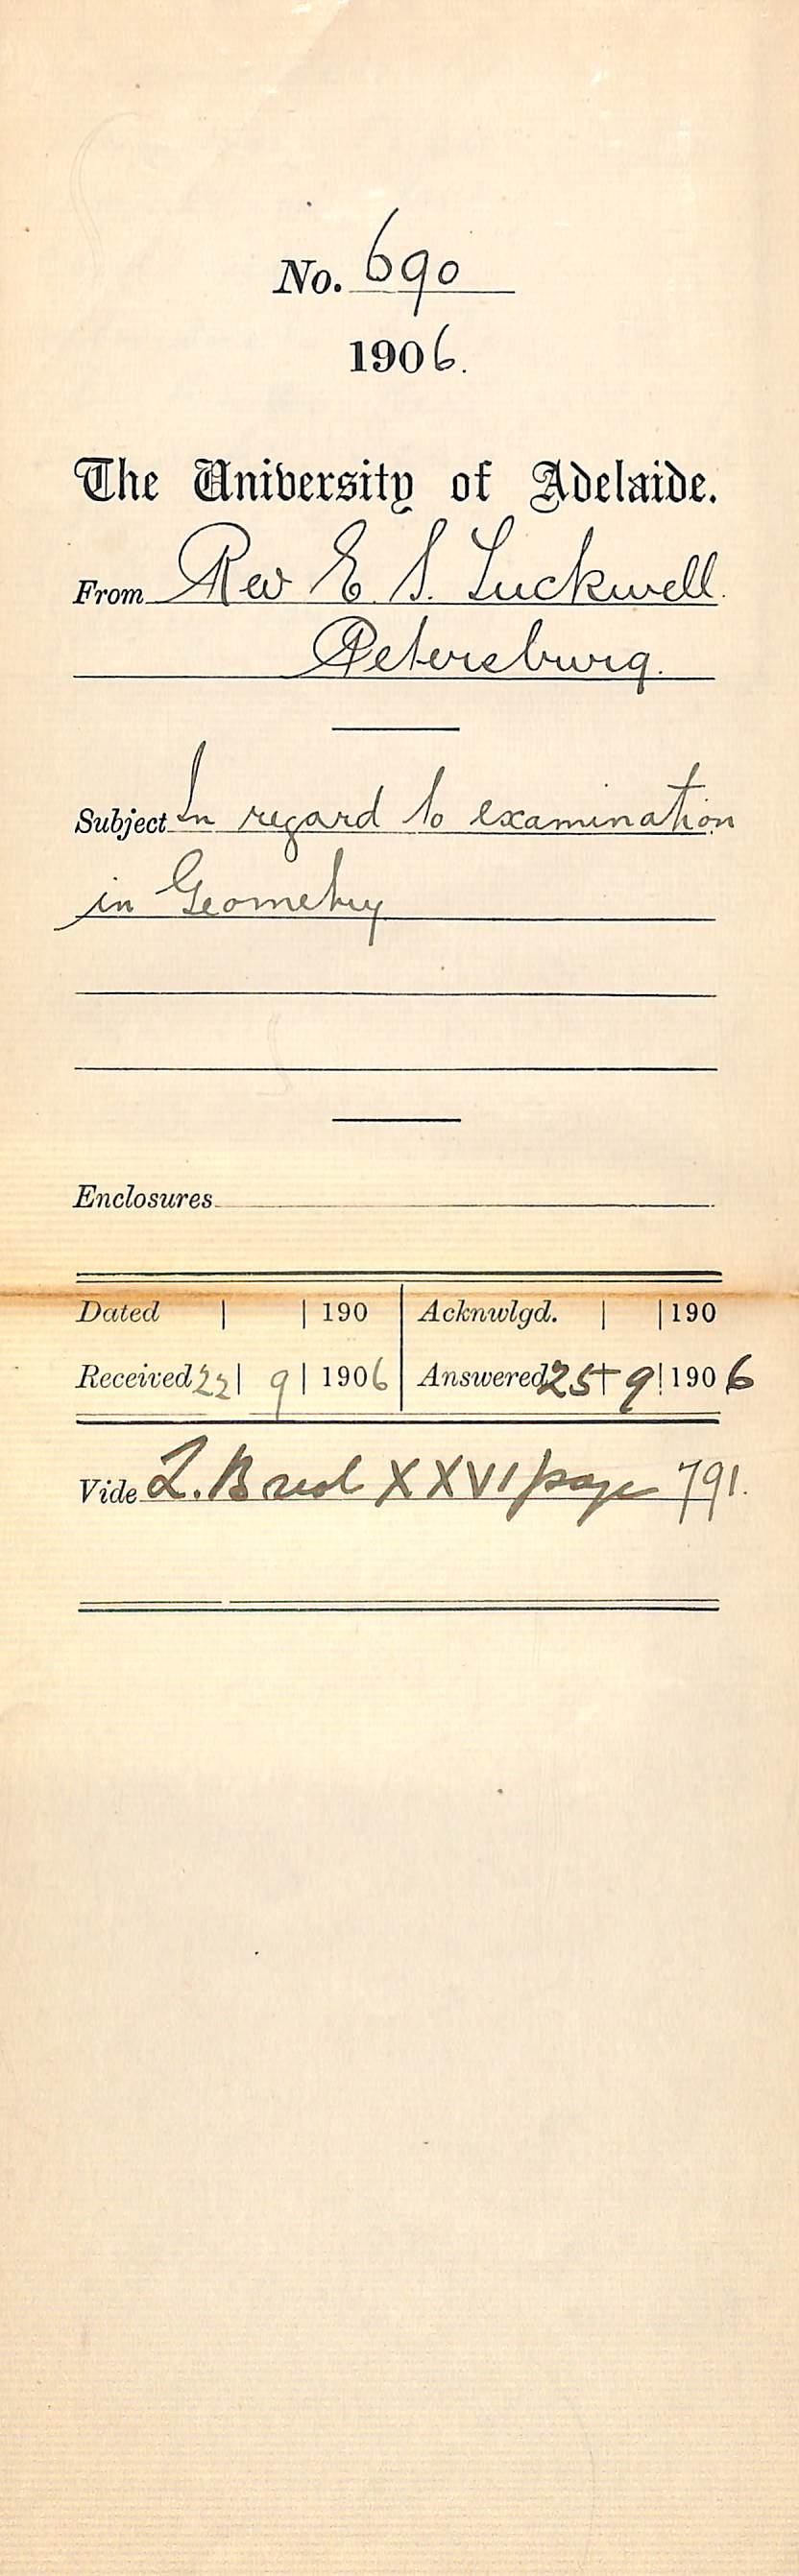 No. 690
1906.
The University of Adelaide.
From Rev E. S. Luckwell.
Petersburg.
Subject In regard to examination
in Geometry
Enclosures
Dated | | 190 Acknwlgd. | | 190
Received 22 | 9 | 1906 Answered 25 | 9 | 1906
Vide L. XXVI page 791.